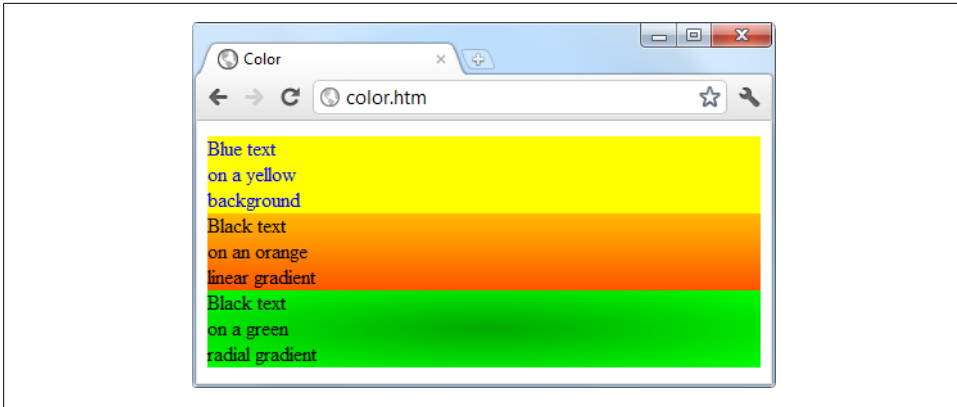 Color
color.htm
Blue text
on a yellow
background
Black text
on an orange
linear gradient
Black text
on a green
radial gradient